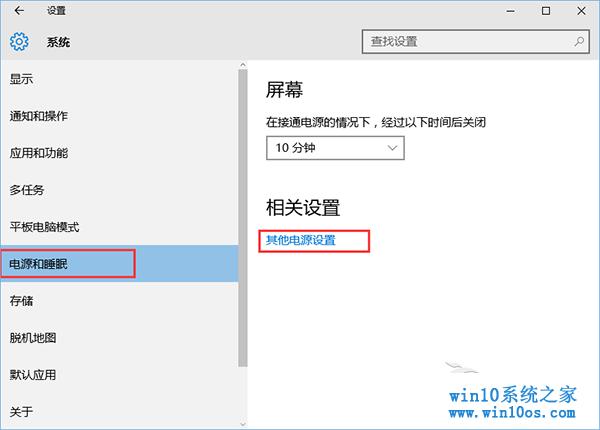 设置
系统
查找设置
显示
通知和操作
应用和功能
多任务
平板电脑模式
电源和睡眠
存储
脱机地图
默认应用
关于
屏幕
在接通电源的情况下，经过以下时间后关闭
10 分钟
相关设置
其他电源设置
win10系统之家
www.win10os.com